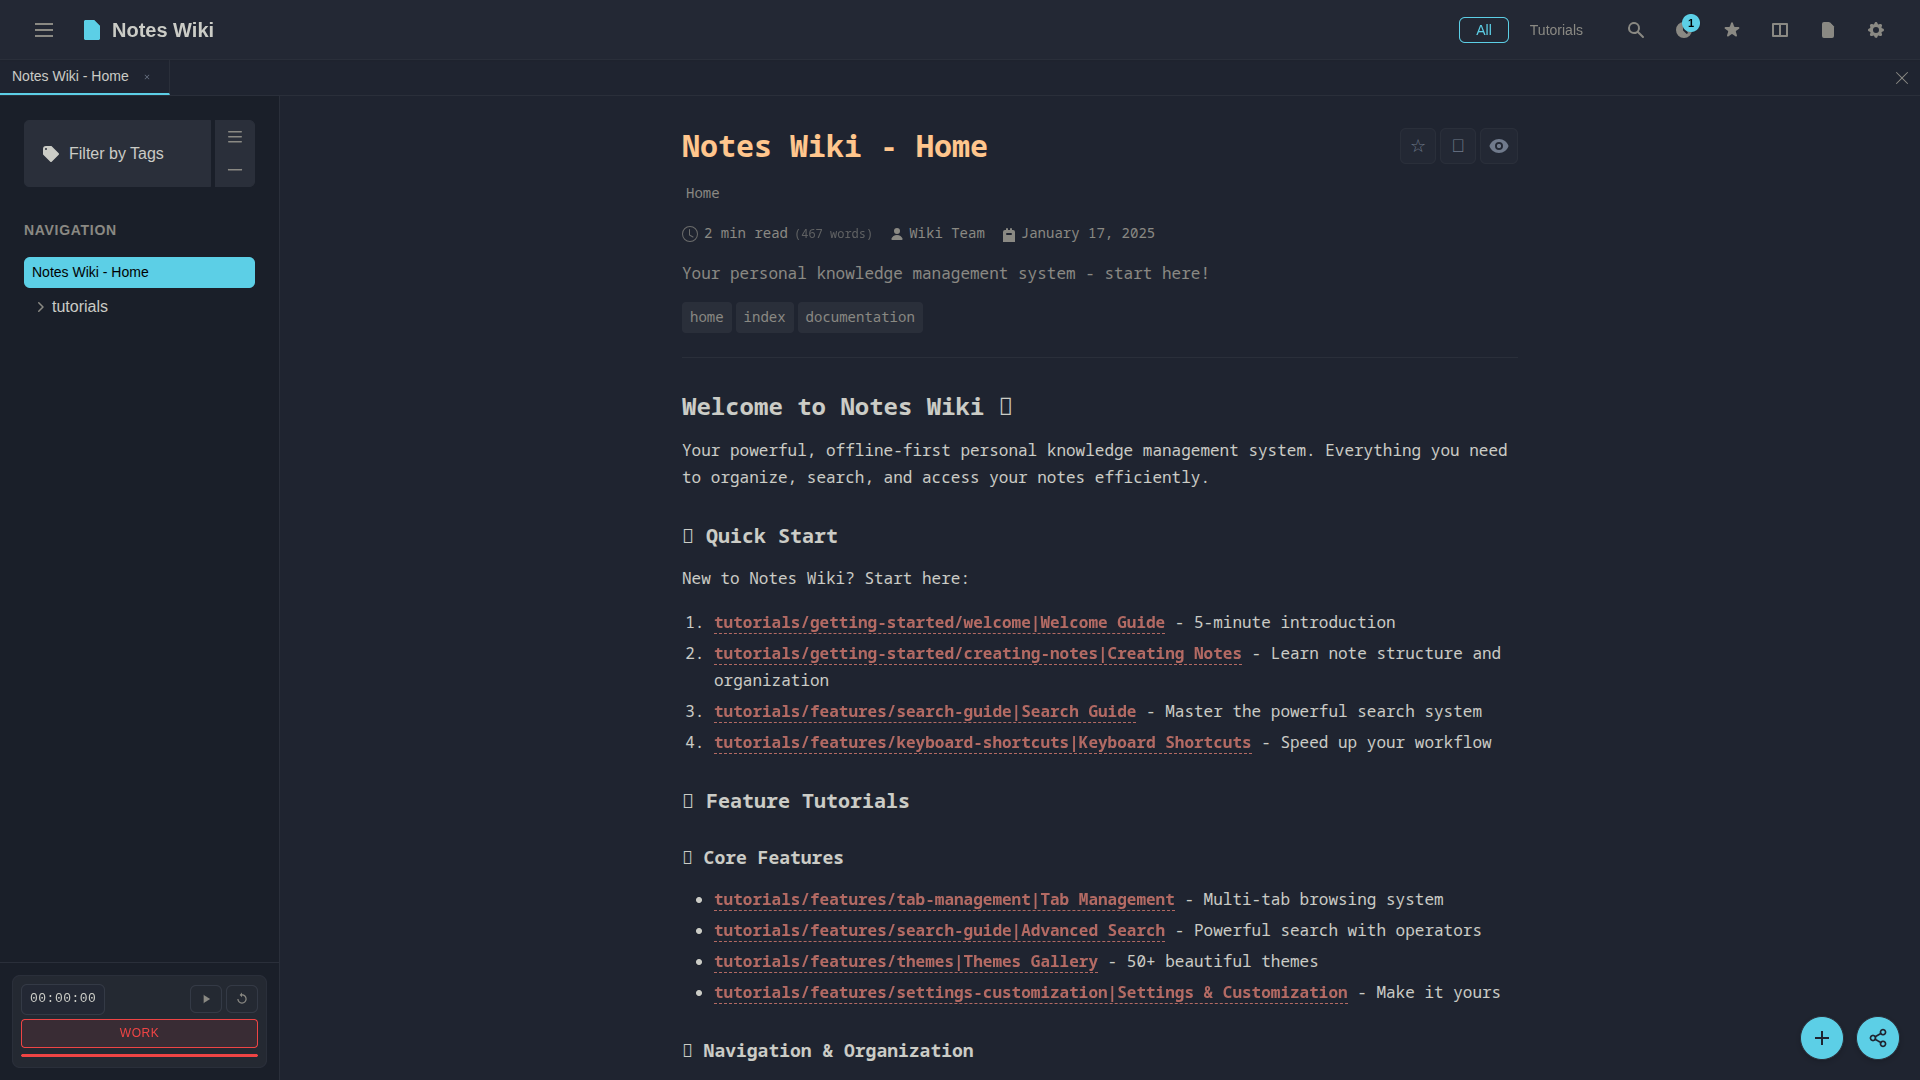 Notes Wiki
All
Tutorials
1
Notes Wiki - Home ×
Filter by Tags
NAVIGATION
Notes Wiki - Home
tutorials
Notes Wiki - Home
Home
2 min read (467 words) Wiki Team January 17, 2025
Your personal knowledge management system - start here!
home index documentation
Welcome to Notes Wiki
Your powerful, offline-first personal knowledge management system. Everything you need
to organize, search, and access your notes efficiently.
Quick Start
New to Notes Wiki? Start here:
1. tutorials/getting-started/welcome|Welcome Guide - 5-minute introduction
2. tutorials/getting-started/creating-notes|Creating Notes - Learn note structure and
organization
3. tutorials/features/search-guide|Search Guide - Master the powerful search system
4. tutorials/features/keyboard-shortcuts|Keyboard Shortcuts - Speed up your workflow
Feature Tutorials
Core Features
• tutorials/features/tab-management|Tab Management - Multi-tab browsing system
• tutorials/features/search-guide|Advanced Search - Powerful search with operators
• tutorials/features/themes|Themes Gallery - 50+ beautiful themes
• tutorials/features/settings-customization|Settings & Customization - Make it yours
Navigation & Organization
00:00:00
WORK